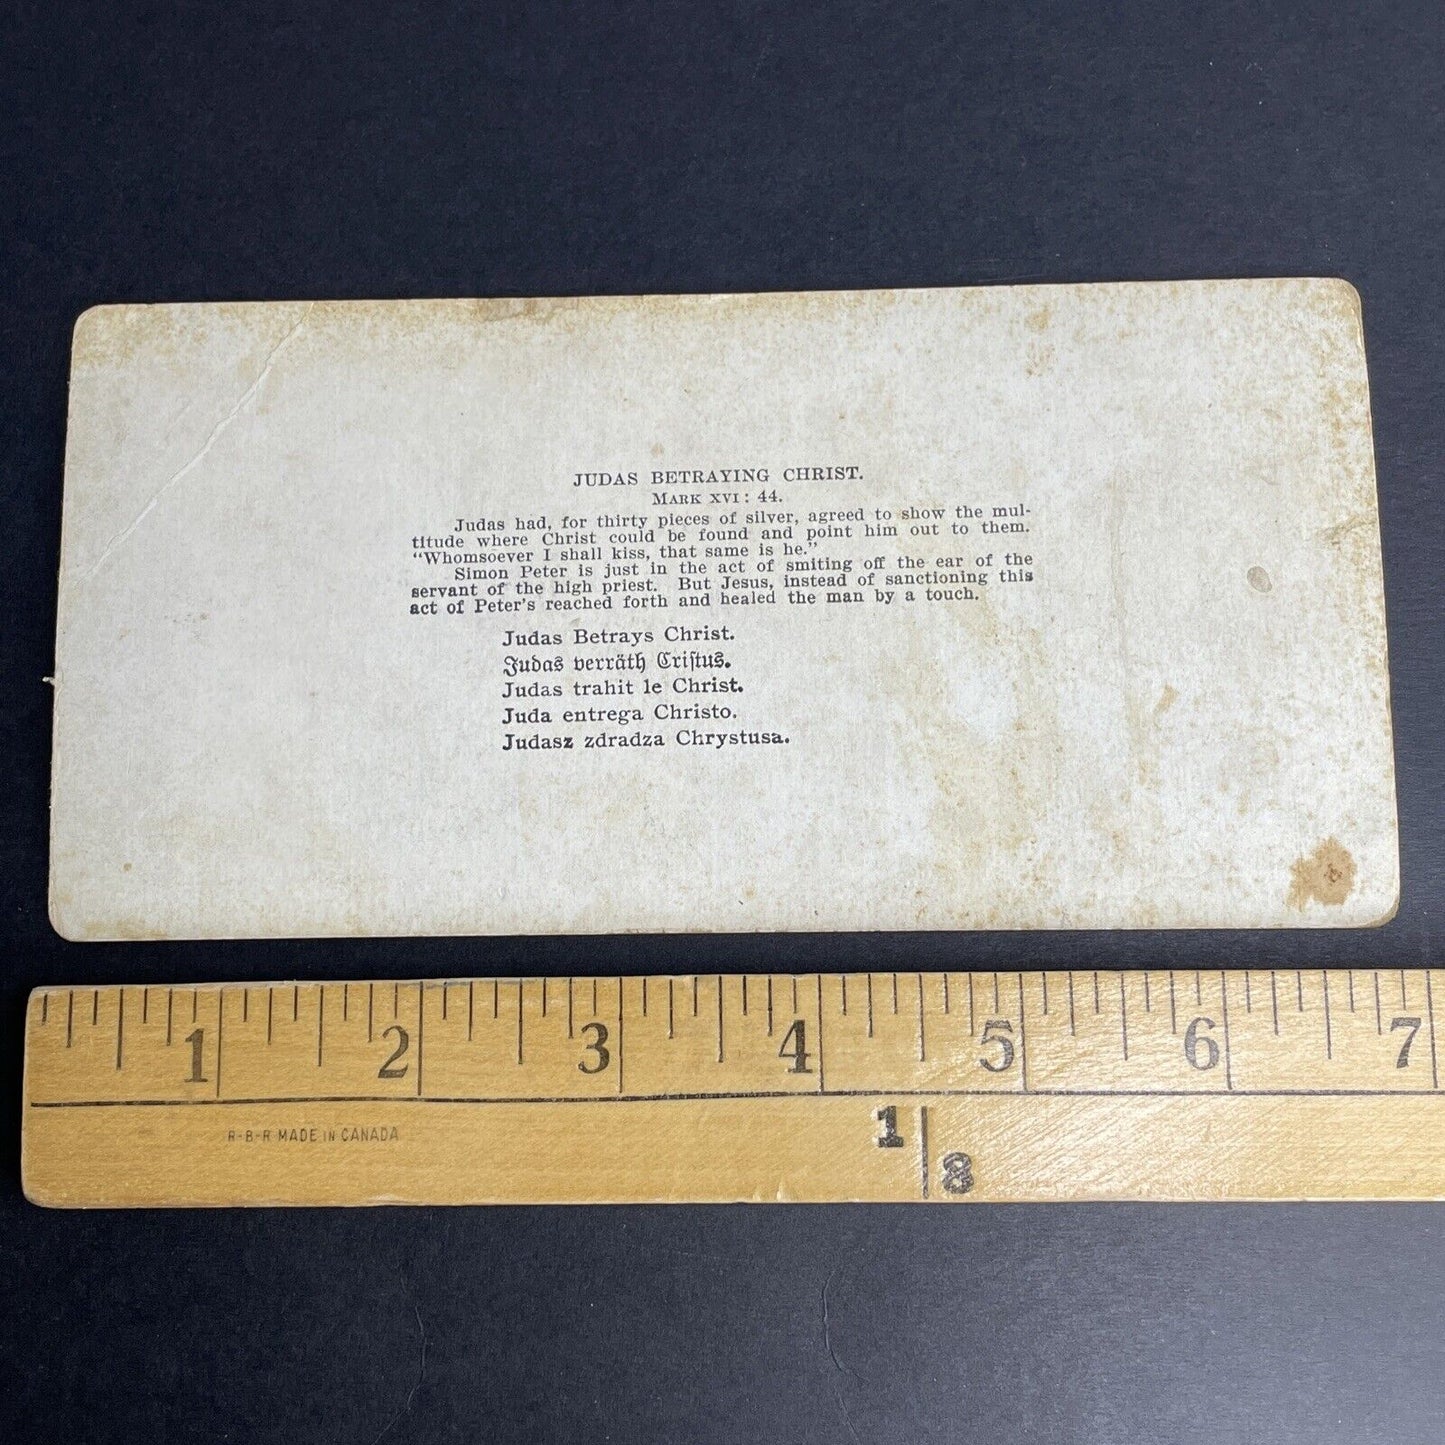 JUDAS BETRAYING CHRIST.
MARK XVI: 44.
Judas had, for thirty pieces of silver, agreed to show the mul-
titude where Christ could be found and point him out to them.
“Whomsoever I shall kiss, that same is he.”
Simon Peter is just in the act of smiting off the ear of the
servant of the high priest. But Jesus, instead of sanctioning this
act of Peter's reached forth and healed the man by a touch.
Judas Betrays Christ.
Judas verräth Criſtus.
Judas trahit le Christ.
Juda entrega Christo.
Judasz zdradza Chrystusa.
1 2 3 4 5 6 7
R-B-R MADE IN CANADA
1 8